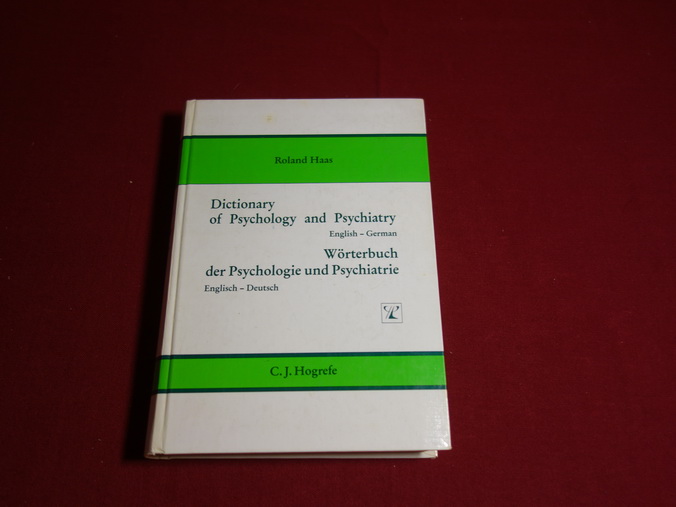 Roland Haas
Dictionary
of Psychology and Psychiatry
English – German
Wörterbuch
der Psychologie und Psychiatrie
Englisch – Deutsch
C. J. Hogrefe